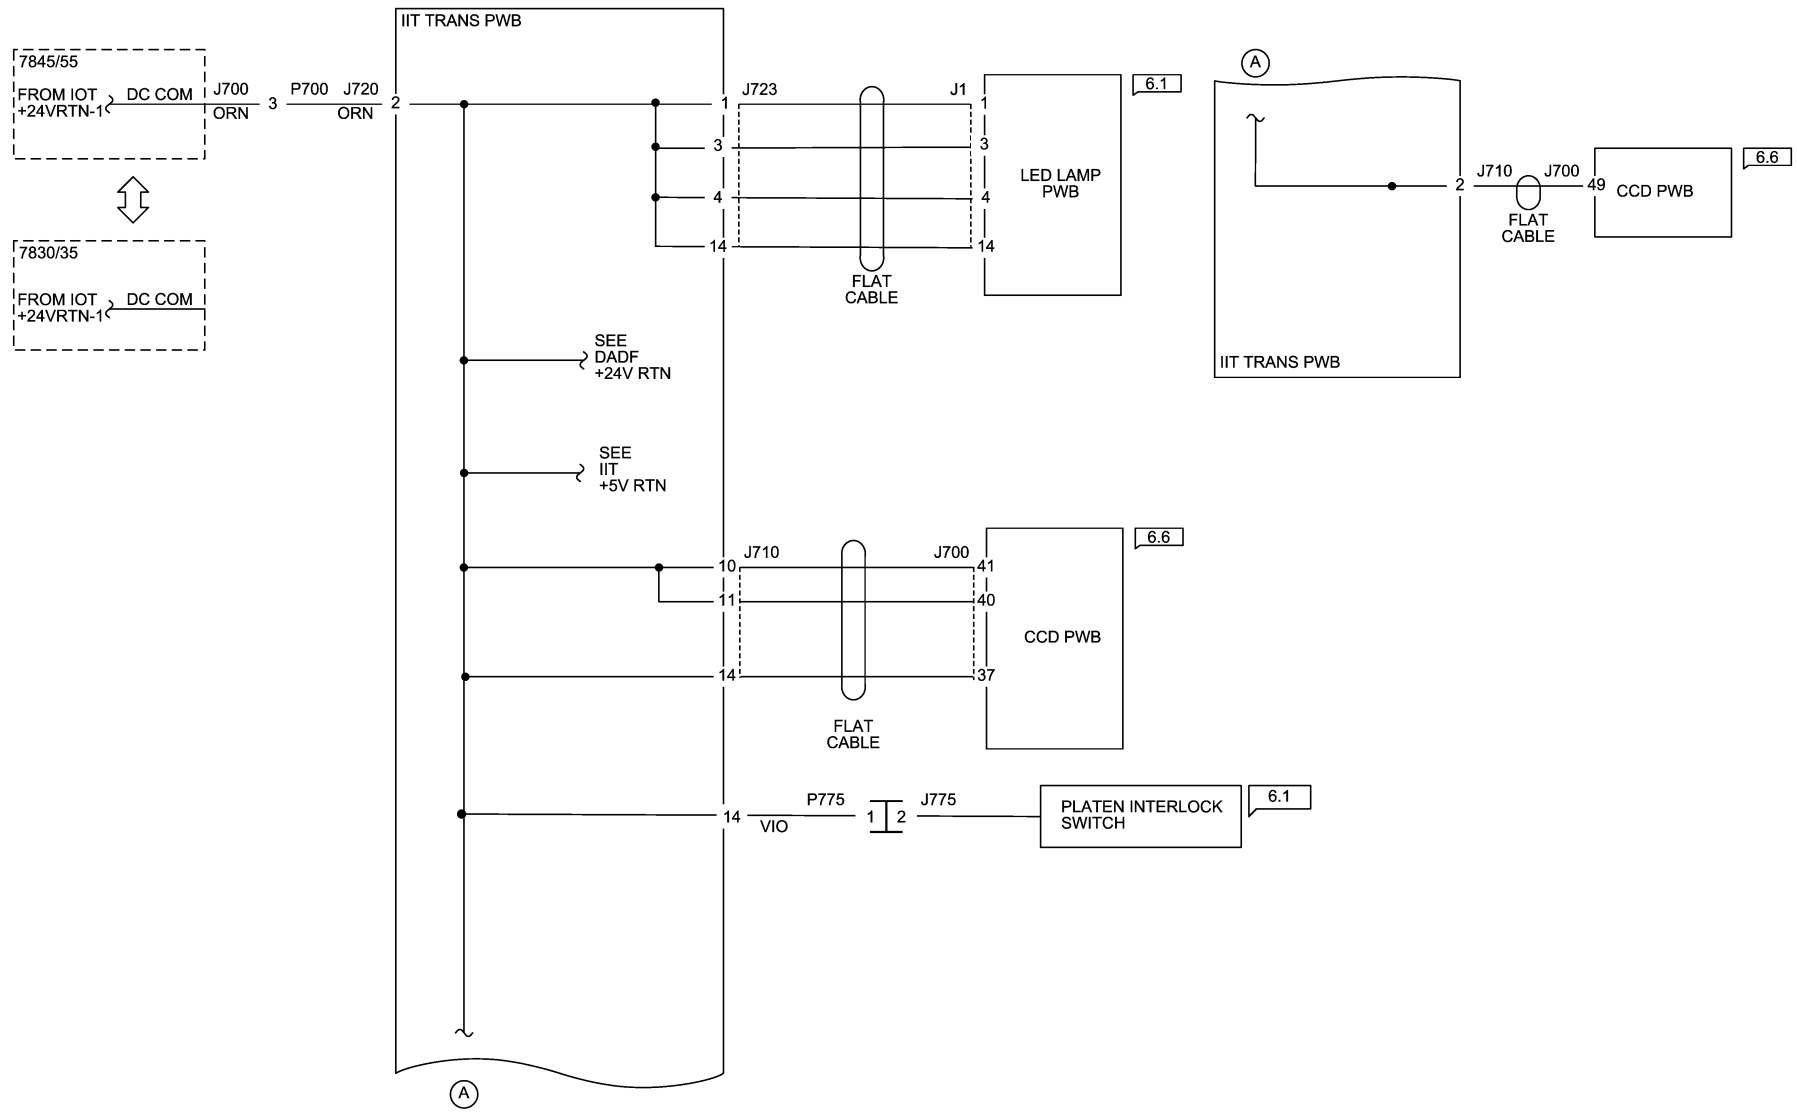 IIT TRANS PWB
7845/55
FROM IOT
+24VRTN-1
DC COM
J700
ORN
3
P700
J720
ORN
2
7830/35
FROM IOT
+24VRTN-1
DC COM
1
3
4
14
J723
J1
1
3
4
14
FLAT
CABLE
LED LAMP
PWB
6.1
SEE
DADF
+24V RTN
SEE
IIT
+5V RTN
10
11
14
J710
J700
41
40
37
FLAT
CABLE
CCD PWB
6.6
14
VIO
P775
1
2
J775
PLATEN INTERLOCK
SWITCH
6.1
A
A
IIT TRANS PWB
2
J710
J700
49
FLAT
CABLE
CCD PWB
6.6